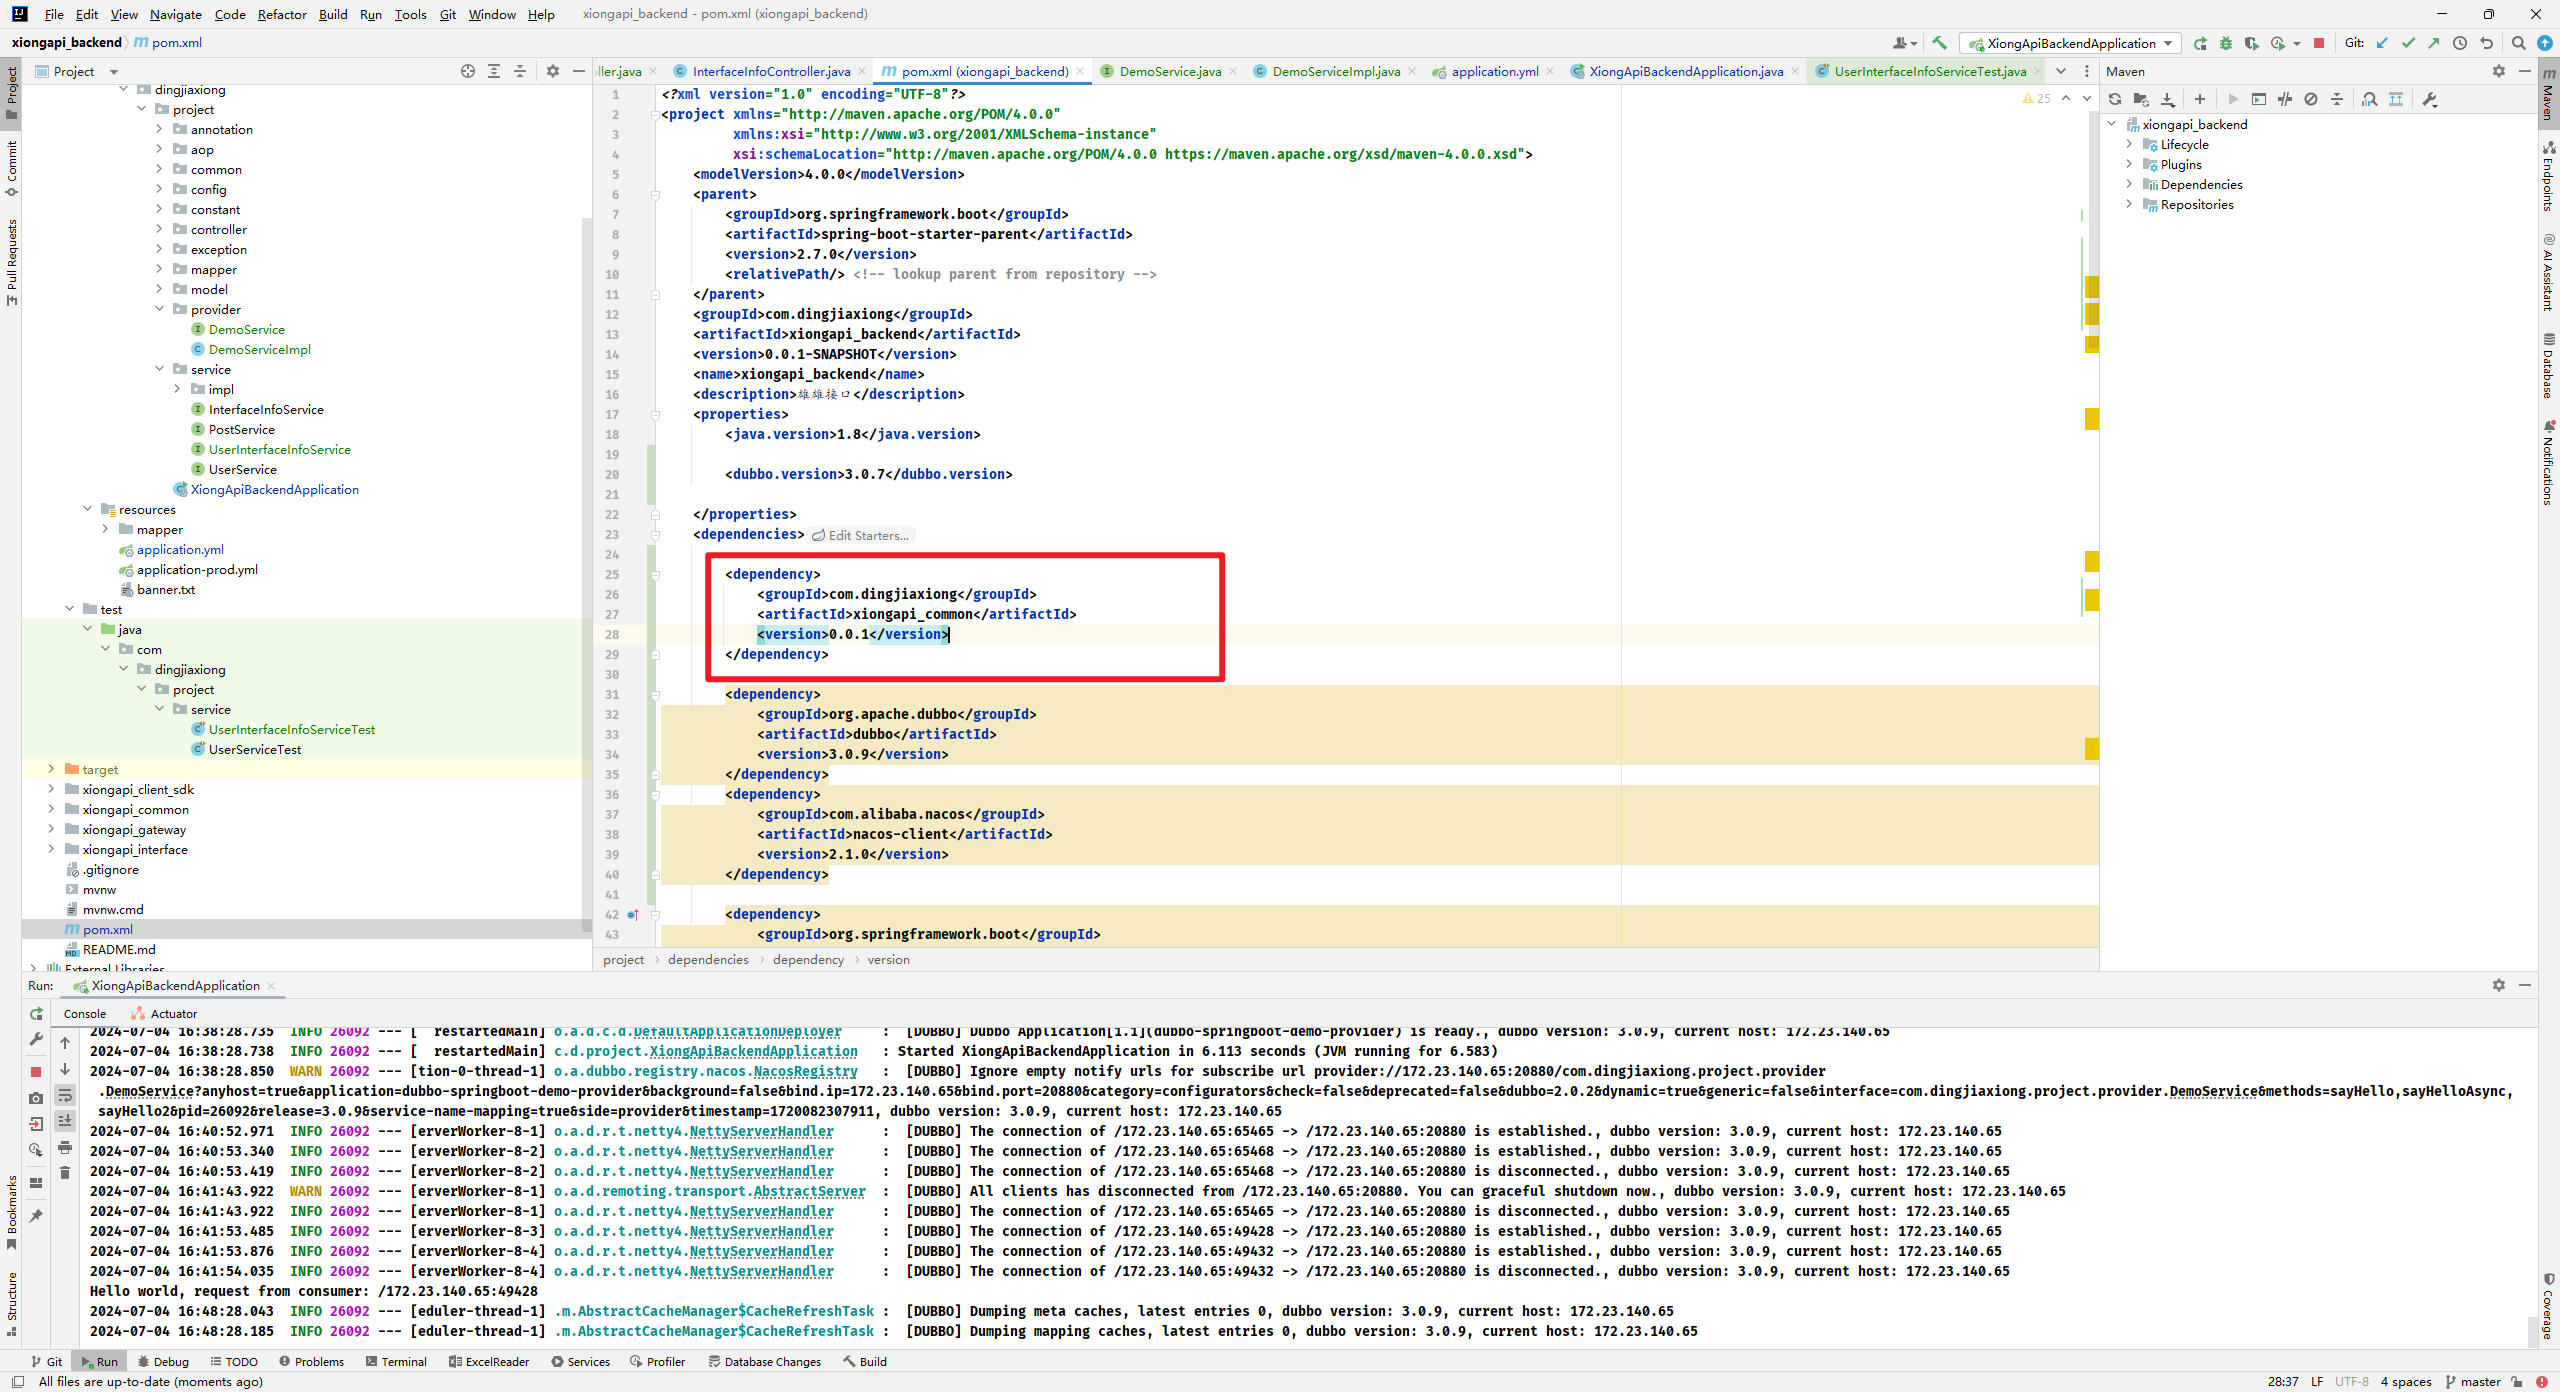 File Edit View Navigate Code Refactor Build Run Tools Git Window Help xiongapi_backend - pom.xml (xiongapi_backend)
xiongapi_backend pom.xml
XiongApiBackendApplication Git:
Project
ller.java InterfaceInfoController.java pom.xml (xiongapi_backend) DemoService.java DemoServiceImpl.java application.yml XiongApiBackendApplication.java UserInterfaceInfoServiceTest.java
Maven
Project
Commit
Pull Requests
Bookmarks
Structure
dingjiaxiong
project
annotation
aop
common
config
constant
controller
exception
mapper
model
provider
DemoService
DemoServiceImpl
service
impl
InterfaceInfoService
PostService
UserInterfaceInfoService
UserService
XiongApiBackendApplication
resources
mapper
application.yml
application-prod.yml
banner.txt
test
java
com
dingjiaxiong
project
service
UserInterfaceInfoServiceTest
UserServiceTest
target
xiongapi_client_sdk
xiongapi_common
xiongapi_gateway
xiongapi_interface
.gitignore
mvnw
mvnw.cmd
pom.xml
README.md
External Libraries
25
1 <?xml version="1.0" encoding="UTF-8"?>
2 <project xmlns="http://maven.apache.org/POM/4.0.0"
3 xmlns:xsi="http://www.w3.org/2001/XMLSchema-instance"
4 xsi:schemaLocation="http://maven.apache.org/POM/4.0.0 https://maven.apache.org/xsd/maven-4.0.0.xsd">
5 <modelVersion>4.0.0</modelVersion>
6 <parent>
7 <groupId>org.springframework.boot</groupId>
8 <artifactId>spring-boot-starter-parent</artifactId>
9 <version>2.7.0</version>
10 <relativePath/> <!-- lookup parent from repository -->
11 </parent>
12 <groupId>com.dingjiaxiong</groupId>
13 <artifactId>xiongapi_backend</artifactId>
14 <version>0.0.1-SNAPSHOT</version>
15 <name>xiongapi_backend</name>
16 <description>雄雄接口</description>
17 <properties>
18 <java.version>1.8</java.version>
19
20 <dubbo.version>3.0.7</dubbo.version>
21
22 </properties>
23 <dependencies> Edit Starters...
24
25 <dependency>
26 <groupId>com.dingjiaxiong</groupId>
27 <artifactId>xiongapi_common</artifactId>
28 <version>0.0.1</version>
29 </dependency>
30
31 <dependency>
32 <groupId>org.apache.dubbo</groupId>
33 <artifactId>dubbo</artifactId>
34 <version>3.0.9</version>
35 </dependency>
36 <dependency>
37 <groupId>com.alibaba.nacos</groupId>
38 <artifactId>nacos-client</artifactId>
39 <version>2.1.0</version>
40 </dependency>
41
42 <dependency>
43 <groupId>org.springframework.boot</groupId>
project dependencies dependency version
xiongapi_backend
Lifecycle
Plugins
Dependencies
Repositories
Maven
Endpoints
AI Assistant
Database
Notifications
Coverage
Run: XiongApiBackendApplication
Console Actuator
2024-07-04 16:38:28.735 INFO 26092 --- [ restartedMain] o.a.d.c.d.DefaultApplicationDeployer : [DUBBO] Dubbo Application[1.1](dubbo-springboot-demo-provider) is ready., dubbo version: 3.0.9, current host: 172.23.140.65
2024-07-04 16:38:28.738 INFO 26092 --- [ restartedMain] c.d.project.XiongApiBackendApplication : Started XiongApiBackendApplication in 6.113 seconds (JVM running for 6.583)
2024-07-04 16:38:28.850 WARN 26092 --- [tion-0-thread-1] o.a.dubbo.registry.nacos.NacosRegistry : [DUBBO] Ignore empty notify urls for subscribe url provider://172.23.140.65:20880/com.dingjiaxiong.project.provider
.DemoService?anyhost=true&application=dubbo-springboot-demo-provider&background=false&bind.ip=172.23.140.65&bind.port=20880&category=configurators&check=false&deprecated=false&dubbo=2.0.2&dynamic=true&generic=false&interface=com.dingjiaxiong.project.provider.DemoService&methods=sayHello,sayHelloAsync,
sayHello2&pid=26092&release=3.0.9&service-name-mapping=true&side=provider&timestamp=1720082307911, dubbo version: 3.0.9, current host: 172.23.140.65
2024-07-04 16:40:52.971 INFO 26092 --- [erverWorker-8-1] o.a.d.r.t.netty4.NettyServerHandler : [DUBBO] The connection of /172.23.140.65:65465 -> /172.23.140.65:20880 is established., dubbo version: 3.0.9, current host: 172.23.140.65
2024-07-04 16:40:53.340 INFO 26092 --- [erverWorker-8-2] o.a.d.r.t.netty4.NettyServerHandler : [DUBBO] The connection of /172.23.140.65:65468 -> /172.23.140.65:20880 is established., dubbo version: 3.0.9, current host: 172.23.140.65
2024-07-04 16:40:53.419 INFO 26092 --- [erverWorker-8-2] o.a.d.r.t.netty4.NettyServerHandler : [DUBBO] The connection of /172.23.140.65:65468 -> /172.23.140.65:20880 is disconnected., dubbo version: 3.0.9, current host: 172.23.140.65
2024-07-04 16:41:43.922 WARN 26092 --- [erverWorker-8-1] o.a.d.remoting.transport.AbstractServer : [DUBBO] All clients has disconnected from /172.23.140.65:20880. You can graceful shutdown now., dubbo version: 3.0.9, current host: 172.23.140.65
2024-07-04 16:41:43.922 INFO 26092 --- [erverWorker-8-1] o.a.d.r.t.netty4.NettyServerHandler : [DUBBO] The connection of /172.23.140.65:65465 -> /172.23.140.65:20880 is disconnected., dubbo version: 3.0.9, current host: 172.23.140.65
2024-07-04 16:41:53.485 INFO 26092 --- [erverWorker-8-3] o.a.d.r.t.netty4.NettyServerHandler : [DUBBO] The connection of /172.23.140.65:49428 -> /172.23.140.65:20880 is established., dubbo version: 3.0.9, current host: 172.23.140.65
2024-07-04 16:41:53.876 INFO 26092 --- [erverWorker-8-4] o.a.d.r.t.netty4.NettyServerHandler : [DUBBO] The connection of /172.23.140.65:49432 -> /172.23.140.65:20880 is established., dubbo version: 3.0.9, current host: 172.23.140.65
2024-07-04 16:41:54.035 INFO 26092 --- [erverWorker-8-4] o.a.d.r.t.netty4.NettyServerHandler : [DUBBO] The connection of /172.23.140.65:49432 -> /172.23.140.65:20880 is disconnected., dubbo version: 3.0.9, current host: 172.23.140.65
Hello world, request from consumer: /172.23.140.65:49428
2024-07-04 16:48:28.043 INFO 26092 --- [eduler-thread-1] .m.AbstractCacheManager$CacheRefreshTask : [DUBBO] Dumping meta caches, latest entries 0, dubbo version: 3.0.9, current host: 172.23.140.65
2024-07-04 16:48:28.185 INFO 26092 --- [eduler-thread-1] .m.AbstractCacheManager$CacheRefreshTask : [DUBBO] Dumping mapping caches, latest entries 0, dubbo version: 3.0.9, current host: 172.23.140.65
Git Run Debug TODO Problems Terminal ExcelReader Services Profiler Database Changes Build
All files are up-to-date (moments ago) 28:37 LF UTF-8 4 spaces master